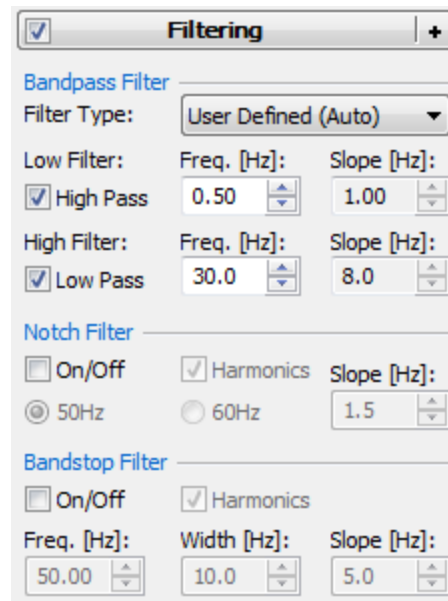 Filtering +
Bandpass Filter
Filter Type: User Defined (Auto)
Low Filter: Freq. [Hz]: Slope [Hz]:
High Pass 0.50 1.00
High Filter: Freq. [Hz]: Slope [Hz]:
Low Pass 30.0 8.0
Notch Filter
On/Off Harmonics Slope [Hz]:
50Hz 60Hz 1.5
Bandstop Filter
On/Off Harmonics
Freq. [Hz]: Width [Hz]: Slope [Hz]:
50.00 10.0 5.0